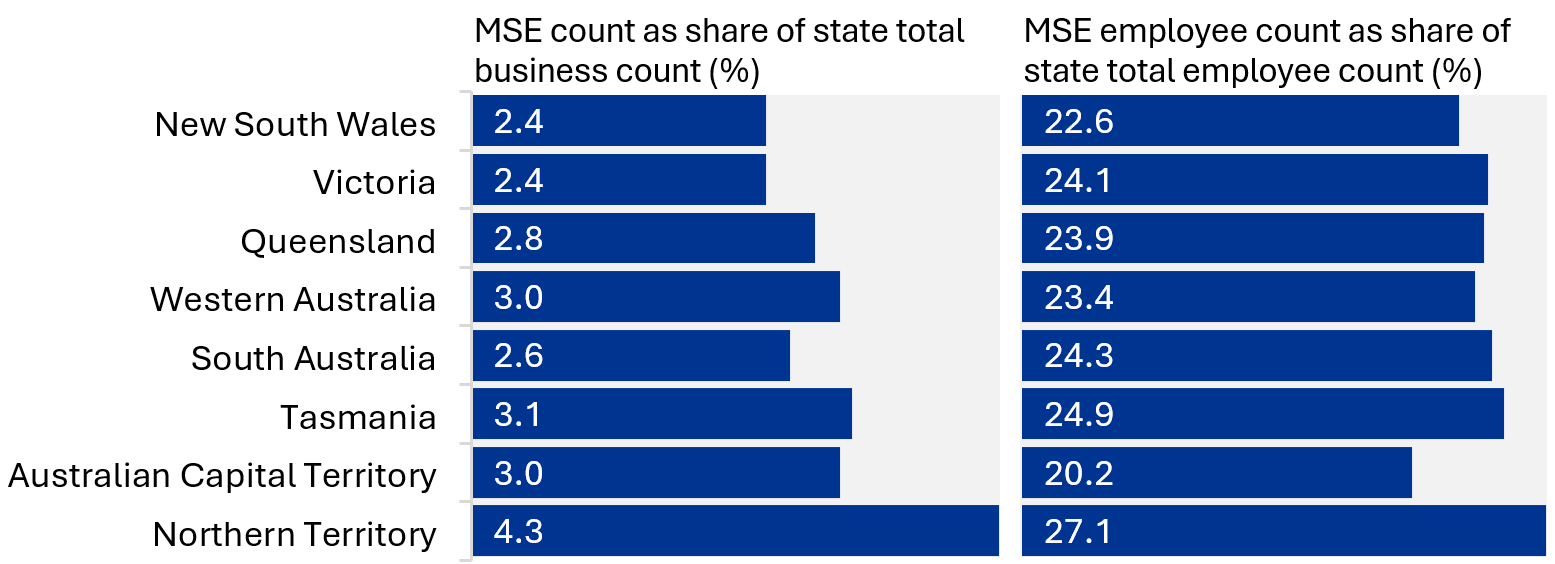 MSE count as share of state total
business count (%)
MSE employee count as share of
state total employee count (%)
New South Wales 2.4 22.6
Victoria 2.4 24.1
Queensland 2.8 23.9
Western Australia 3.0 23.4
South Australia 2.6 24.3
Tasmania 3.1 24.9
Australian Capital Territory 3.0 20.2
Northern Territory 4.3 27.1